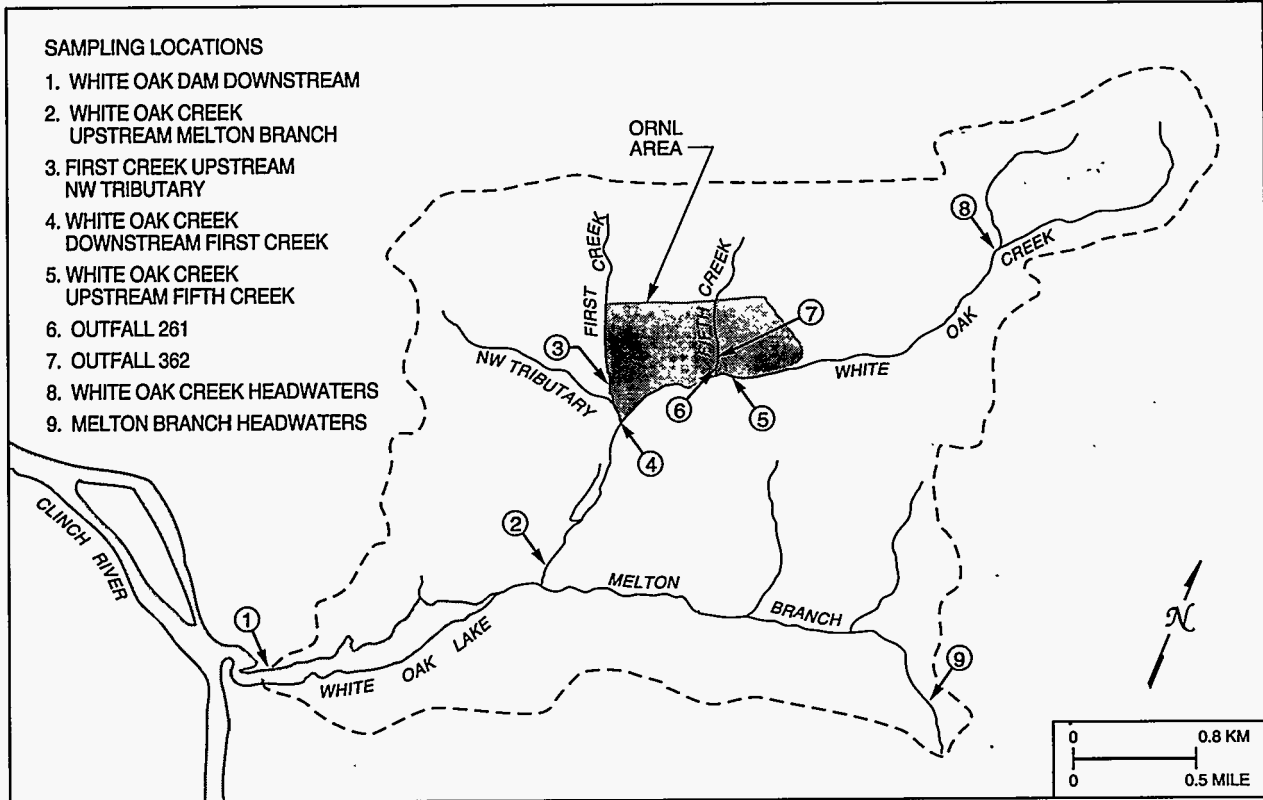 SAMPLING LOCATIONS
1. WHITE OAK DAM DOWNSTREAM
2. WHITE OAK CREEK
UPSTREAM MELTON BRANCH
3. FIRST CREEK UPSTREAM
NW TRIBUTARY
4. WHITE OAK CREEK
DOWNSTREAM FIRST CREEK
5. WHITE OAK CREEK
UPSTREAM FIFTH CREEK
6. OUTFALL 261
7. OUTFALL 362
8. WHITE OAK CREEK HEADWATERS
9. MELTON BRANCH HEADWATERS
ORNL
AREA
8
CREEK
OAK
WHITE
FIRST CREEK
FIFTH CREEK
7
3
NW TRIBUTARY
6
5
4
2
CLINCH RIVER
MELTON
BRANCH
1
WHITE OAK LAKE
9
N
0 0.8 KM
0 0.5 MILE